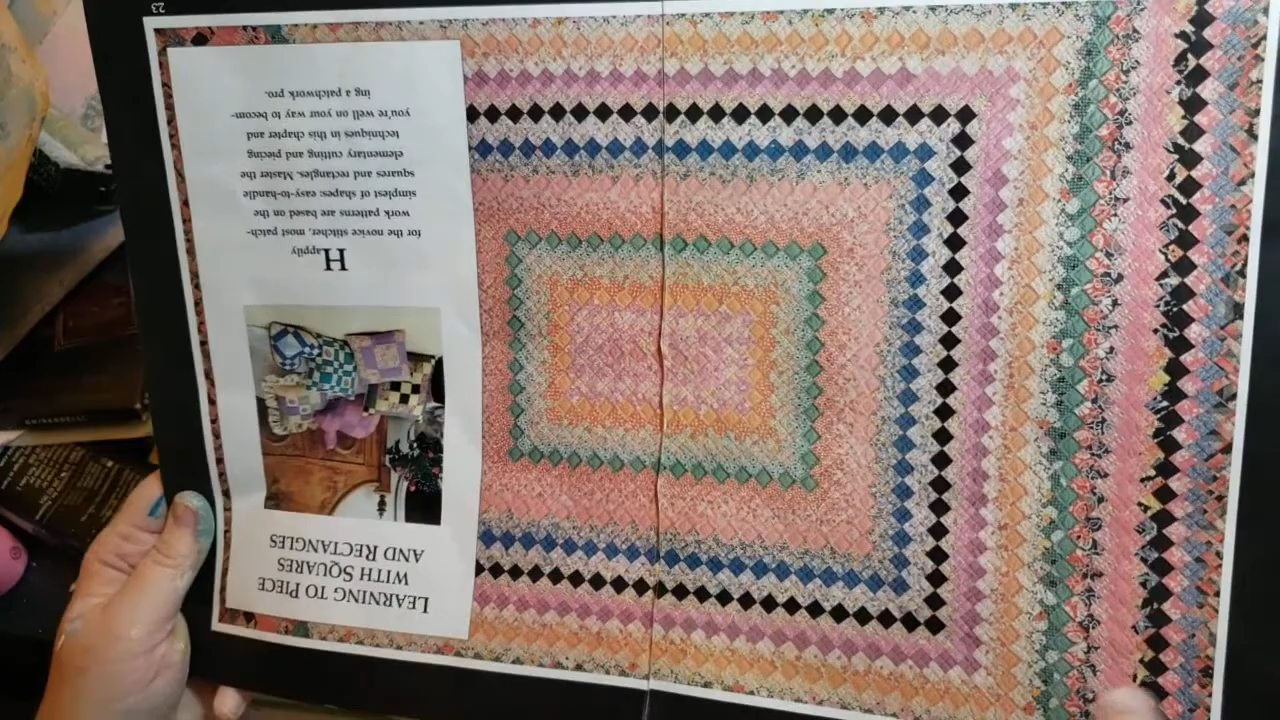 LEARNING TO PIECE
WITH SQUARES
AND RECTANGLES
Happily
for the novice stitcher, most patch-
work patterns are based on the
simplest of shapes: easy-to-handle
squares and rectangles. Master the
elementary cutting and piecing
techniques in this chapter and
you're well on your way to becom-
ing a patchwork pro.
23
GHIRARDELLI